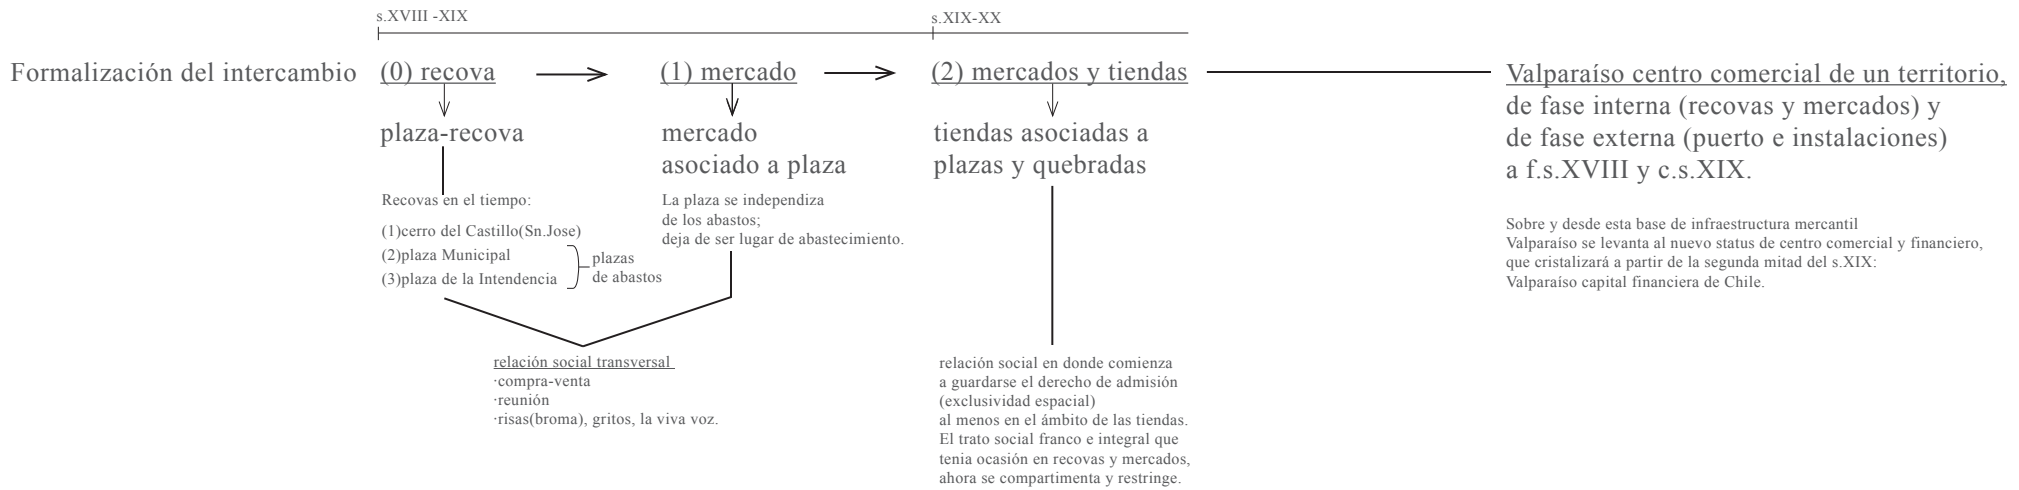 s.XVIII -XIX
s.XIX-XX
Formalización del intercambio
(0) recova
(1) mercado
(2) mercados y tiendas
plaza-recova
Recovas en el tiempo:
(1)cerro del Castillo(Sn.Jose)
(2)plaza Municipal
(3)plaza de la Intendencia
plazas
de abastos
mercado
asociado a plaza
La plaza se independiza
de los abastos;
deja de ser lugar de abastecimiento.
relación social transversal
·compra-venta
·reunión
·risas(broma), gritos, la viva voz.
tiendas asociadas a
plazas y quebradas
relación social en donde comienza
a guardarse el derecho de admisión
(exclusividad espacial)
al menos en el ámbito de las tiendas.
El trato social franco e integral que
tenia ocasión en recovas y mercados,
ahora se compartimenta y restringe.
Valparaíso centro comercial de un territorio,
de fase interna (recovas y mercados) y
de fase externa (puerto e instalaciones)
a f.s.XVIII y c.s.XIX.
Sobre y desde esta base de infraestructura mercantil
Valparaíso se levanta al nuevo status de centro comercial y financiero,
que cristalizará a partir de la segunda mitad del s.XIX:
Valparaíso capital financiera de Chile.